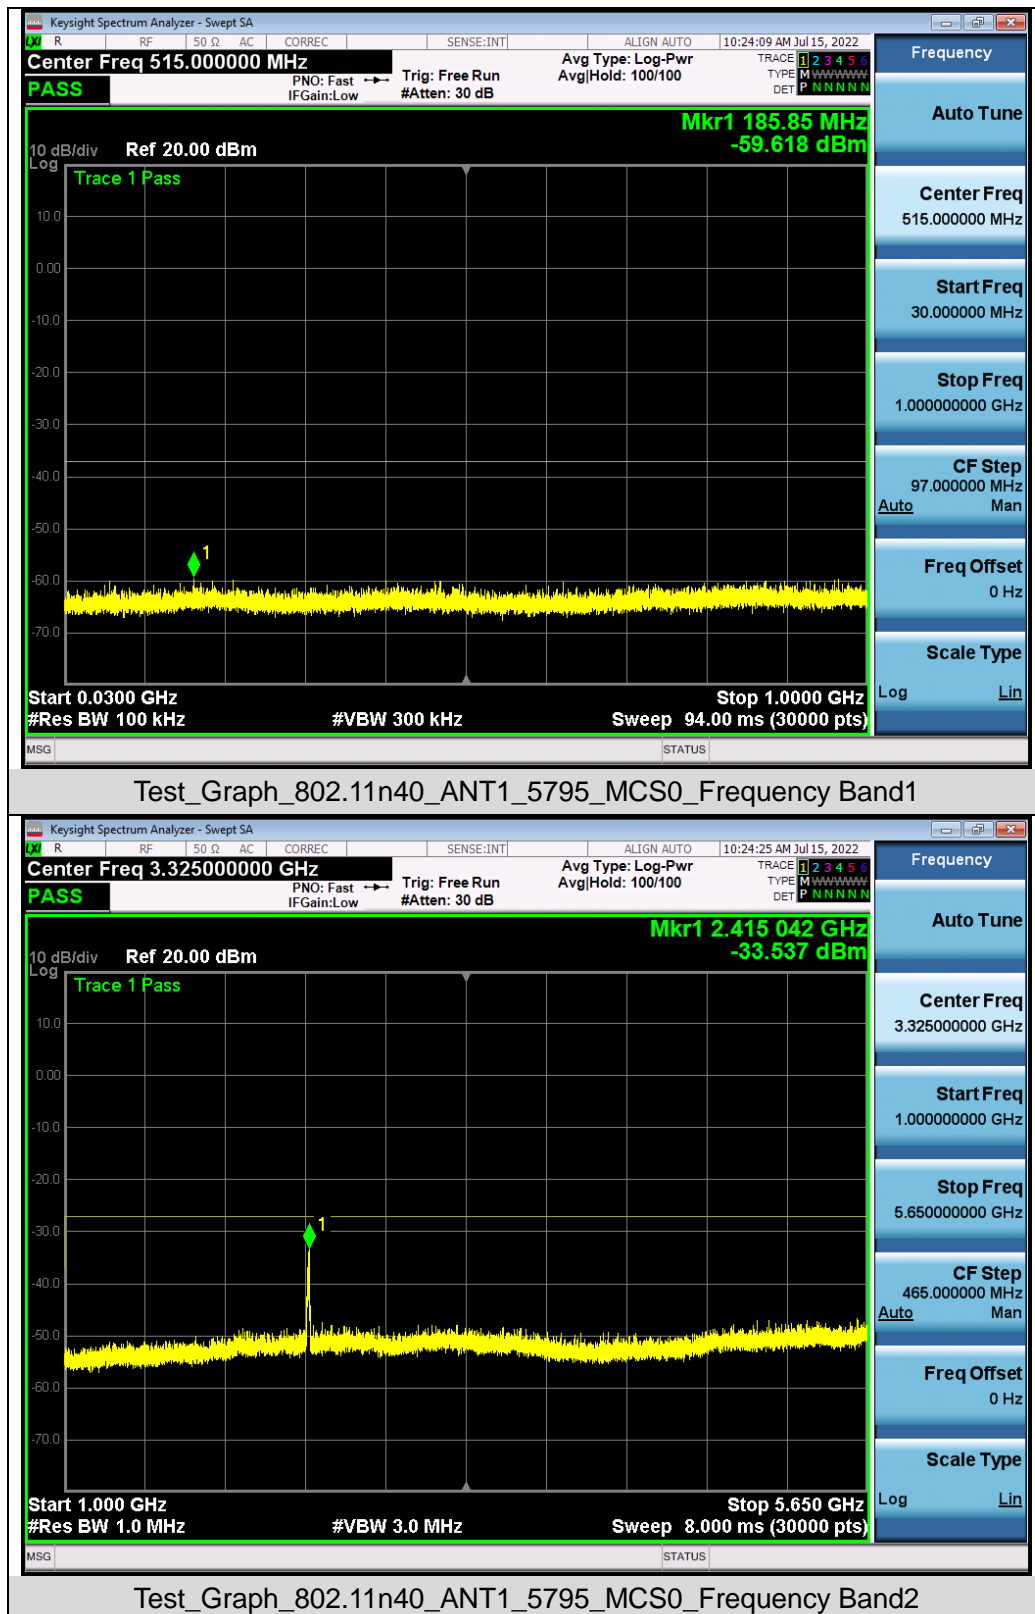 Keysight Spectrum Analyzer - Swept SA
LXI R RF 50 Ω AC CORREC SENSE:INT ALIGN AUTO 10:24:09 AM Jul 15, 2022
Center Freq 515.000000 MHz
PASS
PNO: Fast
IFGain:Low
Trig: Free Run
#Atten: 30 dB
Avg Type: Log-Pwr
Avg|Hold: 100/100
TRACE 1 2 3 4 5 6
TYPE M WWWWW
DET P N N N N N
Mkr1 185.85 MHz
-59.618 dBm
10 dB/div Ref 20.00 dBm
Log
Trace 1 Pass
10.0
0.00
-10.0
-20.0
-30.0
-40.0
-50.0
-60.0
-70.0
1
Start 0.0300 GHz Stop 1.0000 GHz
#Res BW 100 kHz #VBW 300 kHz Sweep 94.00 ms (30000 pts)
MSG STATUS
Frequency
Auto Tune
Center Freq
515.000000 MHz
Start Freq
30.000000 MHz
Stop Freq
1.000000000 GHz
CF Step
97.000000 MHz
Auto Man
Freq Offset
0 Hz
Scale Type
Log Lin
Test_Graph_802.11n40_ANT1_5795_MCS0_Frequency Band1
Keysight Spectrum Analyzer - Swept SA
LXI R RF 50 Ω AC CORREC SENSE:INT ALIGN AUTO 10:24:25 AM Jul 15, 2022
Center Freq 3.325000000 GHz
PASS
PNO: Fast
IFGain:Low
Trig: Free Run
#Atten: 30 dB
Avg Type: Log-Pwr
Avg|Hold: 100/100
TRACE 1 2 3 4 5 6
TYPE M WWWWW
DET P N N N N N
Mkr1 2.415 042 GHz
-33.537 dBm
10 dB/div Ref 20.00 dBm
Log
Trace 1 Pass
10.0
0.00
-10.0
-20.0
-30.0
-40.0
-50.0
-60.0
-70.0
1
Start 1.000 GHz Stop 5.650 GHz
#Res BW 1.0 MHz #VBW 3.0 MHz Sweep 8.000 ms (30000 pts)
MSG STATUS
Frequency
Auto Tune
Center Freq
3.325000000 GHz
Start Freq
1.000000000 GHz
Stop Freq
5.650000000 GHz
CF Step
465.000000 MHz
Auto Man
Freq Offset
0 Hz
Scale Type
Log Lin
Test_Graph_802.11n40_ANT1_5795_MCS0_Frequency Band2